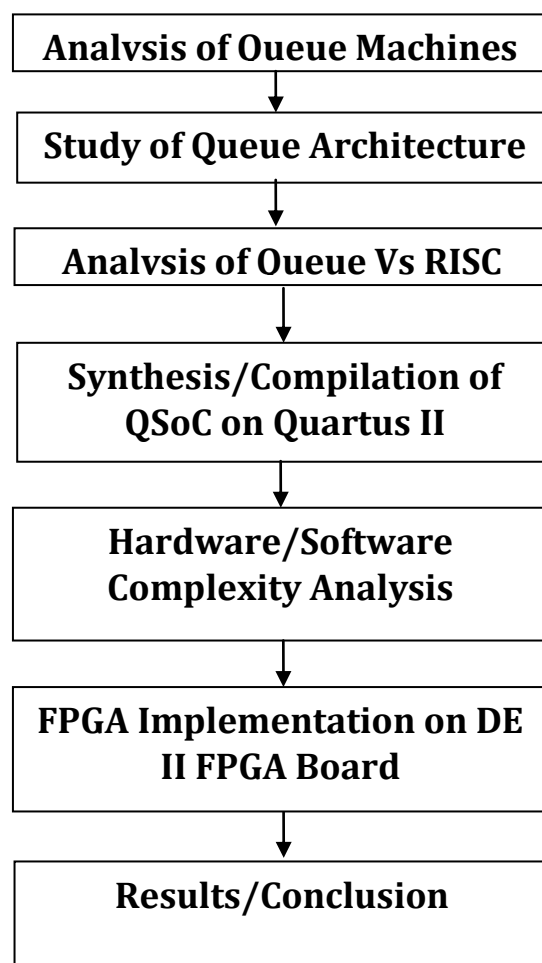 Analysis of Queue Machines
Study of Queue Architecture
Analysis of Queue Vs RISC
Synthesis/Compilation of
QSoC on Quartus II
Hardware/Software
Complexity Analysis
FPGA Implementation on DE
II FPGA Board
Results/Conclusion